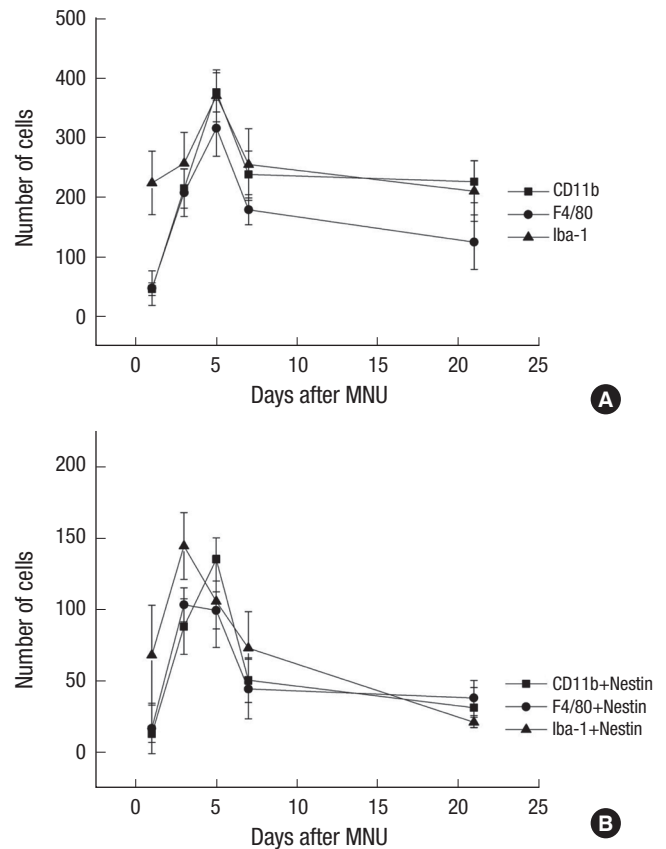 500
400
300
200
100
0
Number of cells
CD11b
F4/80
Iba-1
0 5 10 15 20 25
Days after MNU
A
200
150
100
50
0
Number of cells
CD11b+Nestin
F4/80+Nestin
Iba-1+Nestin
0 5 10 15 20 25
Days after MNU
B